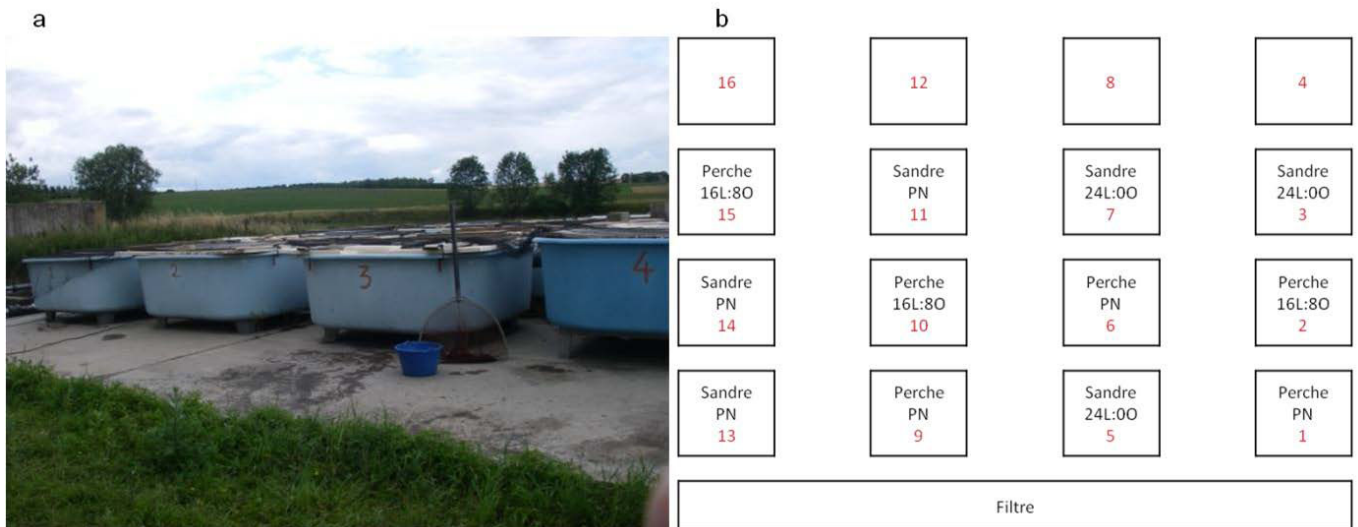 a
b
2
3
4
16
12
8
4
Perche
16L:8O
15
Sandre
PN
11
Sandre
24L:0O
7
Sandre
24L:0O
3
Sandre
PN
14
Perche
16L:8O
10
Perche
PN
6
Perche
16L:8O
2
Sandre
PN
13
Perche
PN
9
Sandre
24L:0O
5
Perche
PN
1
Filtre